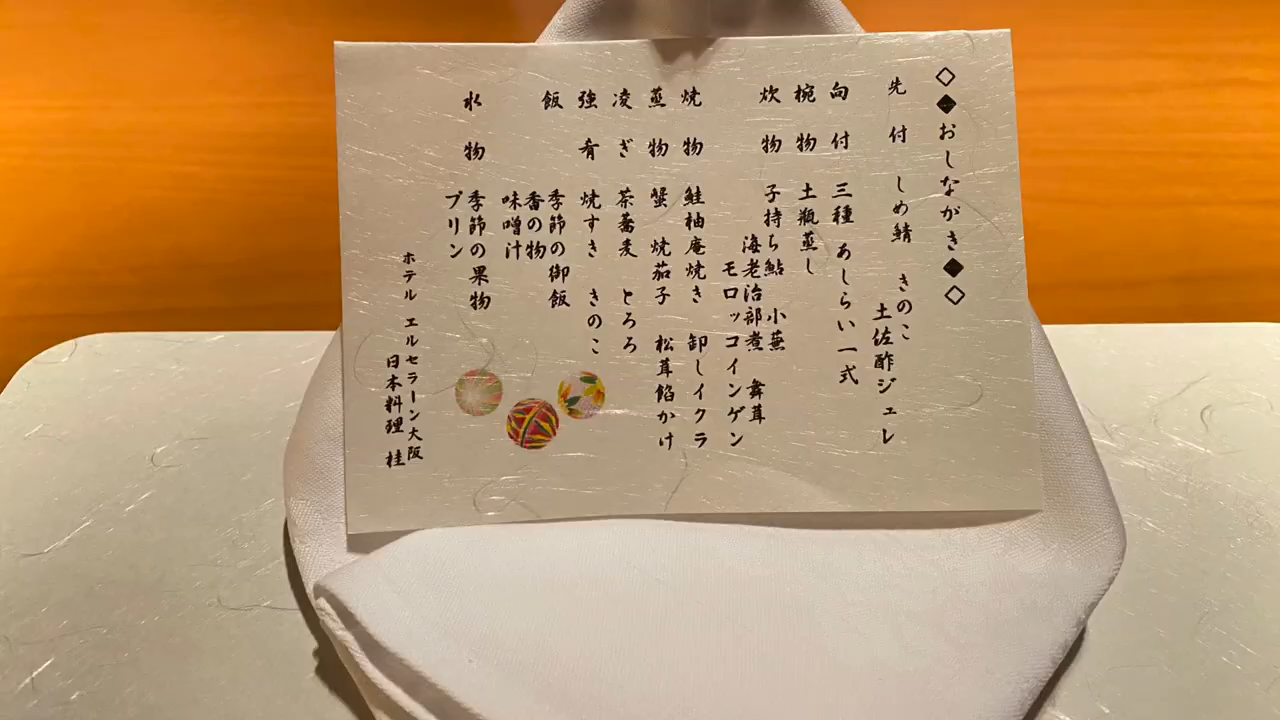 ◇◆おしながき◆◇
先付 しめ鯖 きのこ
土佐酢ジュレ
向付 三種 あしらい一式
椀物 土瓶蒸し
炊物 子持ち鮎 小蕪
海老治部煮 舞茸
モロッコインゲン
焼物 鮭柚庵焼き 卸しイクラ
蒸物 蟹 焼茄子 松茸餡かけ
凌ぎ 茶蕎麦 とろろ
強肴 焼すき きのこ
飯 季節の御飯
香の物
味噌汁
水物 季節の果物
プリン
ホテル エルセラーン大阪
日本料理 桂